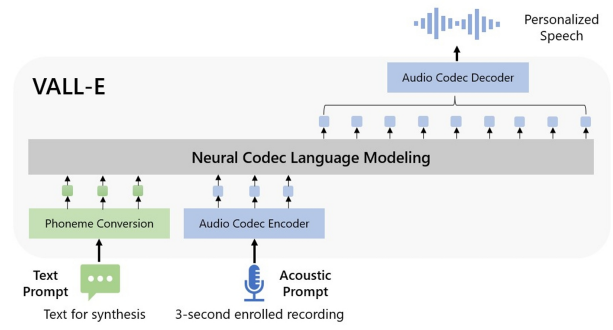 Personalized
Speech
Audio Codec Decoder
VALL-E
Neural Codec Language Modeling
Phoneme Conversion
Audio Codec Encoder
Text
Prompt
Acoustic
Prompt
Text for synthesis
3-second enrolled recording